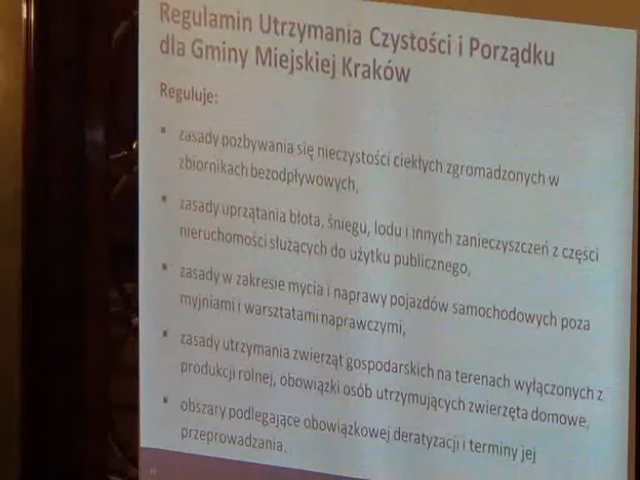 Regulamin Utrzymania Czystości i Porządku
dla Gminy Miejskiej Kraków
Reguluje:
▪ zasady pozbywania się nieczystości ciekłych zgromadzonych w
zbiornikach bezodpływowych,
▪ zasady uprzątania błota, śniegu, lodu i innych zanieczyszczeń z części
nieruchomości służących do użytku publicznego,
▪ zasady w zakresie mycia i naprawy pojazdów samochodowych poza
myjniami i warsztatami naprawczymi,
▪ zasady utrzymania zwierząt gospodarskich na terenach wyłączonych z
produkcji rolnej, obowiązki osób utrzymujących zwierzęta domowe,
▪ obszary podlegające obowiązkowej deratyzacji i terminy jej
przeprowadzania.